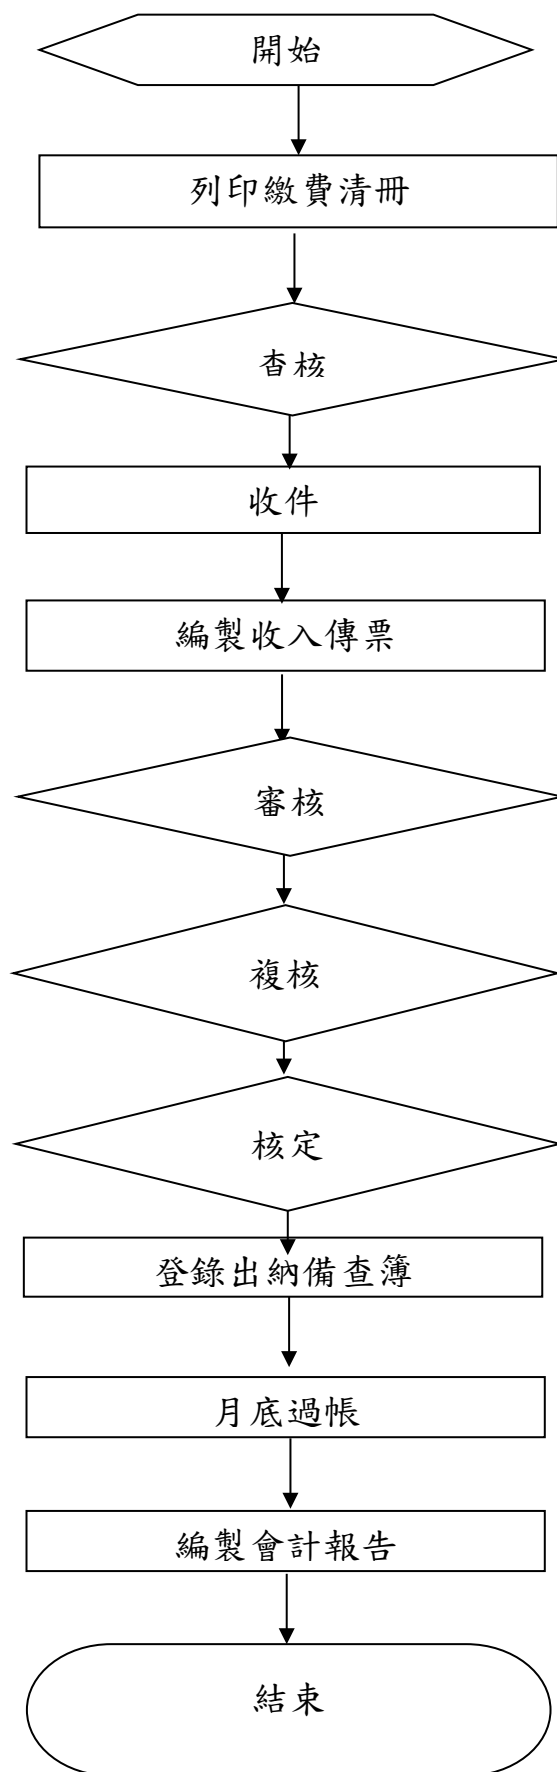 開始
列印繳費清冊
查核
收件
編製收入傳票
審核
複核
核定
登錄出納備查簿
月底過帳
編製會計報告
結束